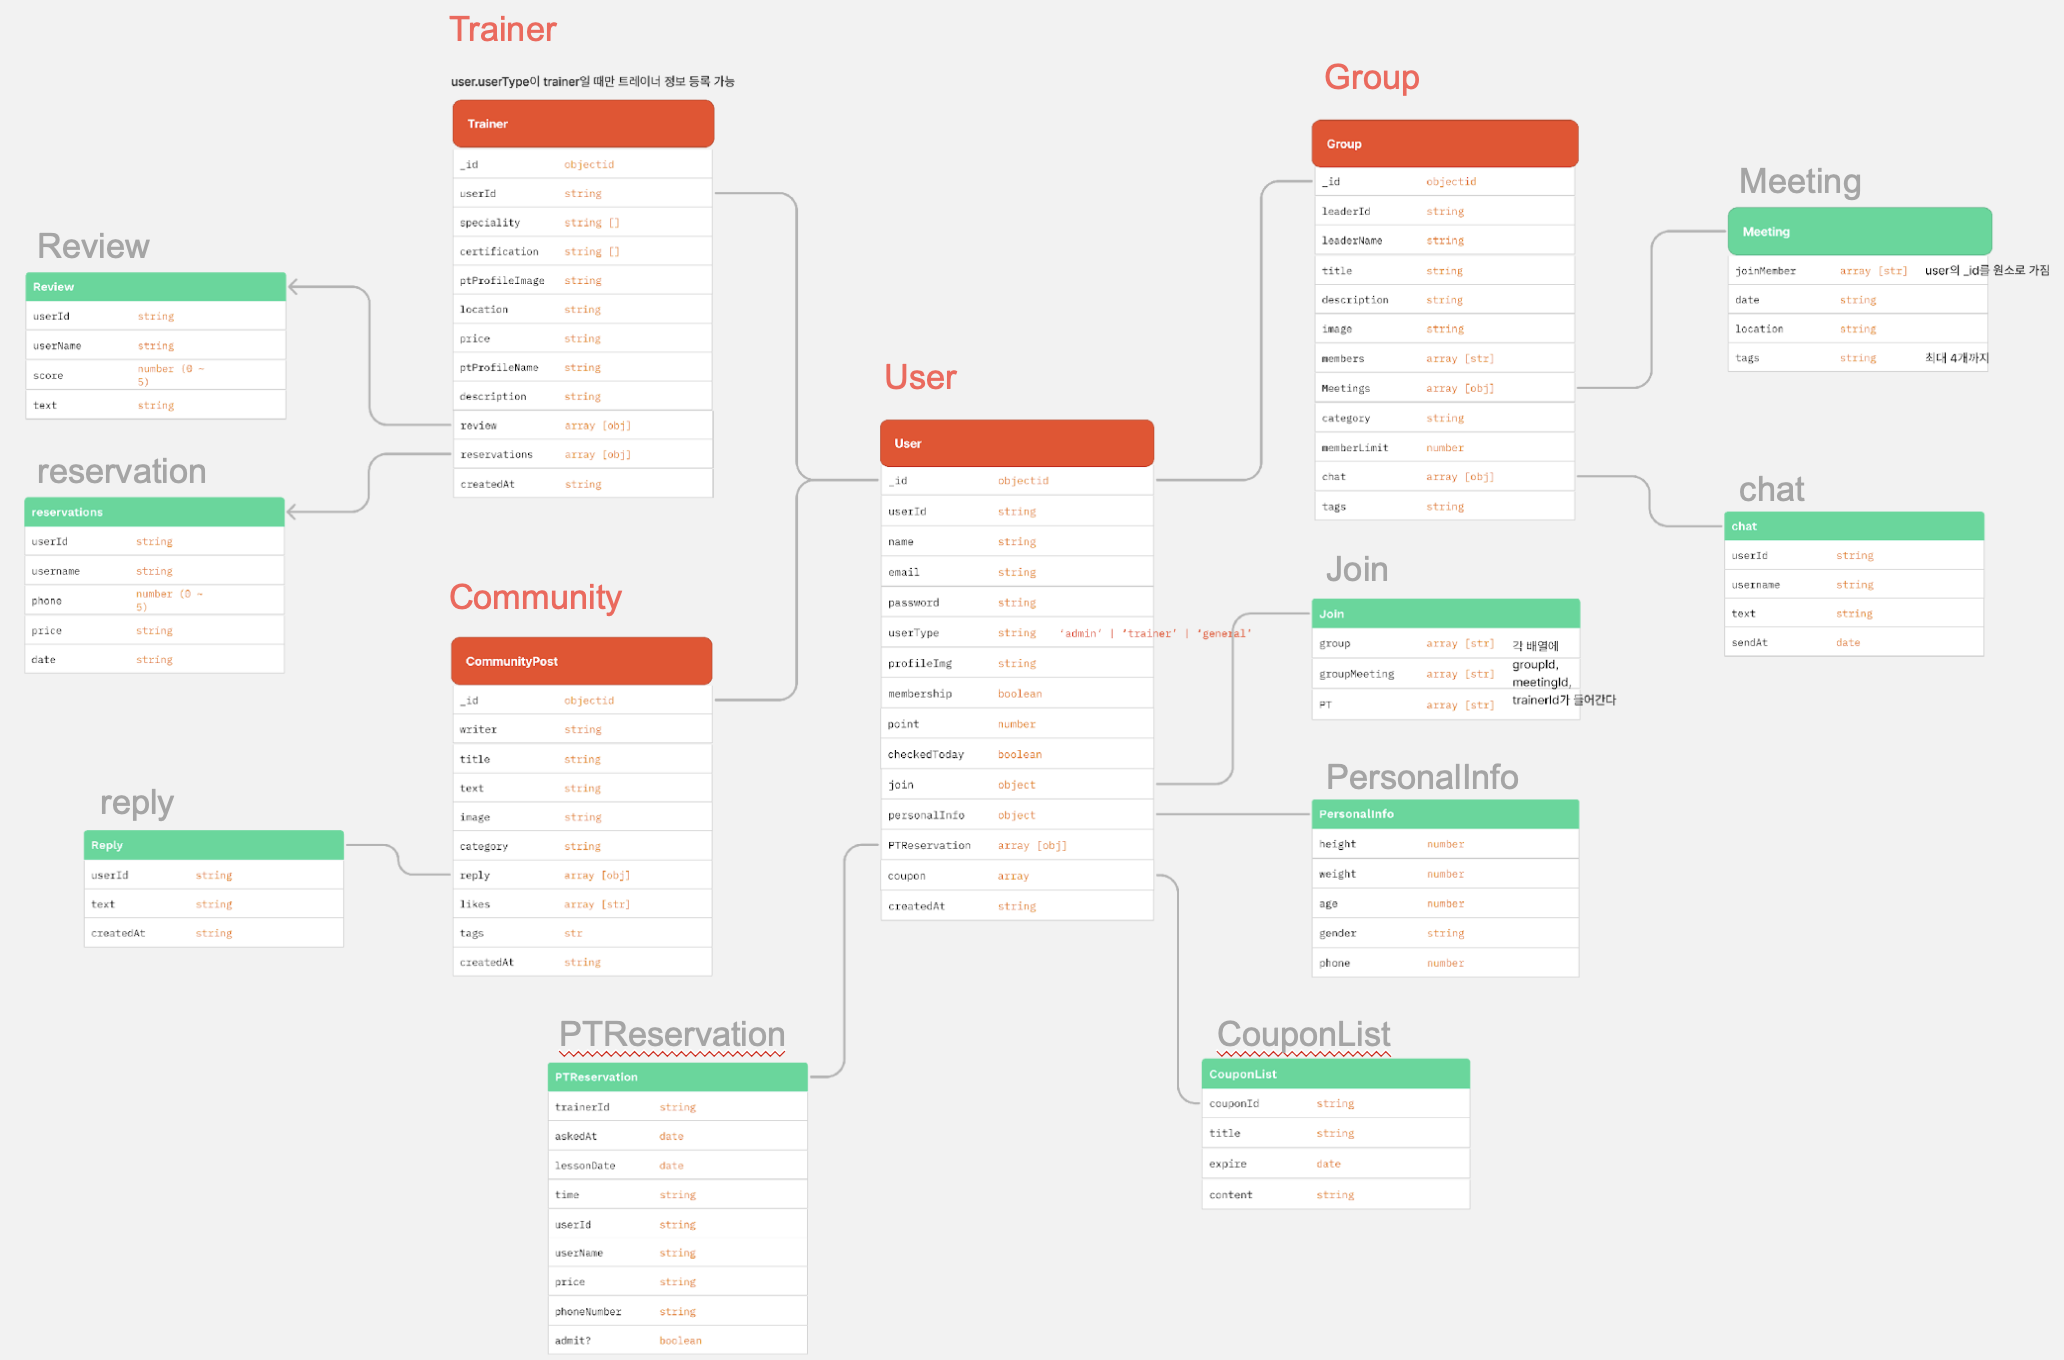 Trainer
user.userType이 trainer일 때만 트레이너 정보 등록 가능
Trainer
_id objectid
userId string
speciality string []
certification string []
ptProfileImage string
location string
price string
ptProfileName string
description string
review array [obj]
reservations array [obj]
createdAt string
Review
Review
userId string
userName string
score number (0 ~
5)
text string
reservation
reservations
userId string
username string
phone number (0 ~
5)
price string
date string
Community
CommunityPost
_id objectid
writer string
title string
text string
image string
category string
reply array [obj]
likes array [str]
tags str
createdAt string
reply
Reply
userId string
text string
createdAt string
User
User
_id objectid
userId string
name string
email string
password string
userType string 'admin' | 'trainer' | 'general'
profileImg string
membership boolean
point number
checkedToday boolean
join object
personalInfo object
PTReservation array [obj]
coupon array
createdAt string
Group
Group
_id objectid
leaderId string
leaderName string
title string
description string
image string
members array [str]
Meetings array [obj]
category string
memberLimit number
chat array [obj]
tags string
Meeting
Meeting
joinMember array [str] user의 _id를 원소로 가짐
date string
location string
tags string 최대 4개까지
chat
chat
userId string
username string
text string
sendAt date
Join
Join
group array [str]
groupMeeting array [str]
PT array [str]
각 배열에
groupId,
meetingId,
trainerId가 들어간다
PersonalInfo
PersonalInfo
height number
weight number
age number
gender string
phone number
PTReservation
PTReservation
trainerId string
askedAt date
lessonDate date
time string
userId string
userName string
price string
phoneNumber string
admit? boolean
CouponList
CouponList
couponId string
title string
expire date
content string